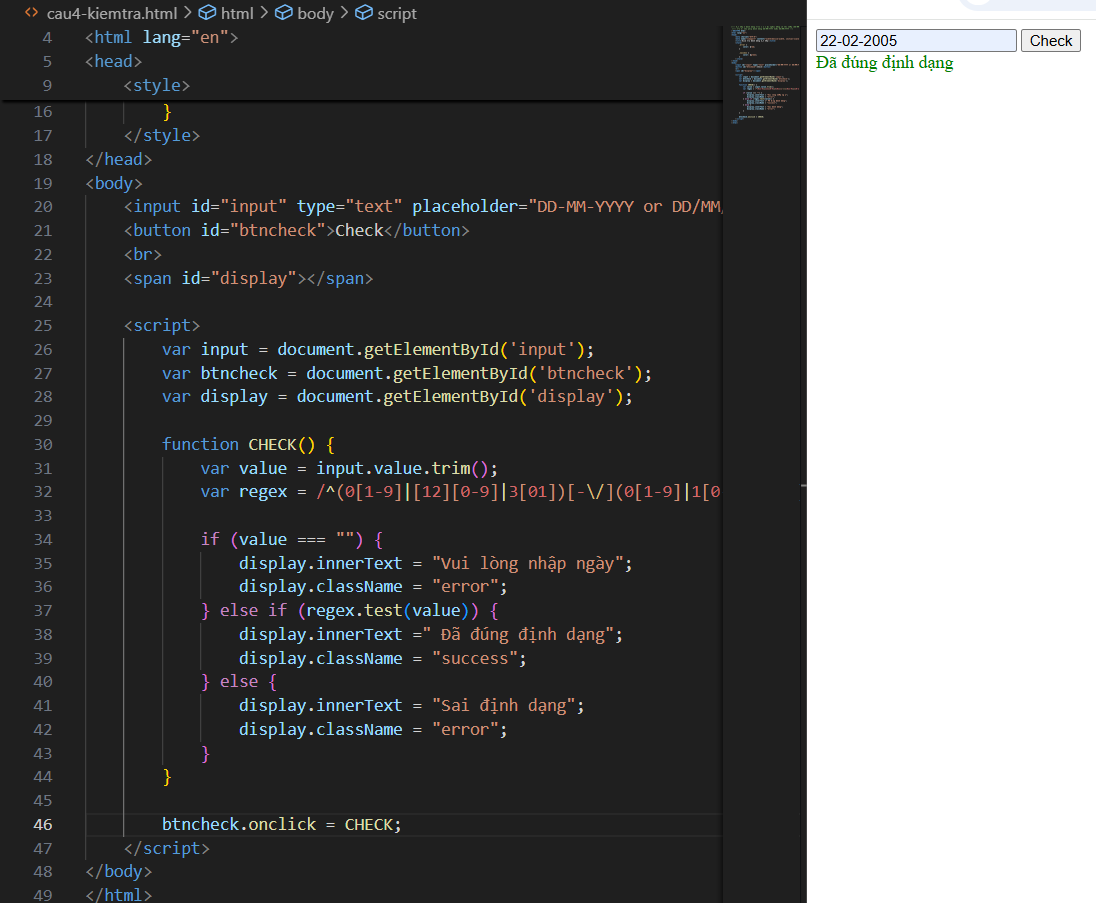 cau4-kiemtra.html > html > body > script
4 <html lang="en">
5 <head>
9 <style>
16 }
17 </style>
18 </head>
19 <body>
20 <input id="input" type="text" placeholder="DD-MM-YYYY or DD/MM/
21 <button id="btncheck">Check</button>
22 <br>
23 <span id="display"></span>
24
25 <script>
26 var input = document.getElementById('input');
27 var btncheck = document.getElementById('btncheck');
28 var display = document.getElementById('display');
29
30 function CHECK() {
31 var value = input.value.trim();
32 var regex = /^(0[1-9]|[12][0-9]|3[01])[-\/](0[1-9]|1[0
33
34 if (value === "") {
35 display.innerText = "Vui lòng nhập ngày";
36 display.className = "error";
37 } else if (regex.test(value)) {
38 display.innerText =" Đã đúng định dạng";
39 display.className = "success";
40 } else {
41 display.innerText = "Sai định dạng";
42 display.className = "error";
43 }
44 }
45
46 btncheck.onclick = CHECK;
47 </script>
48 </body>
49 </html>
22-02-2005 Check
Đã đúng định dạng